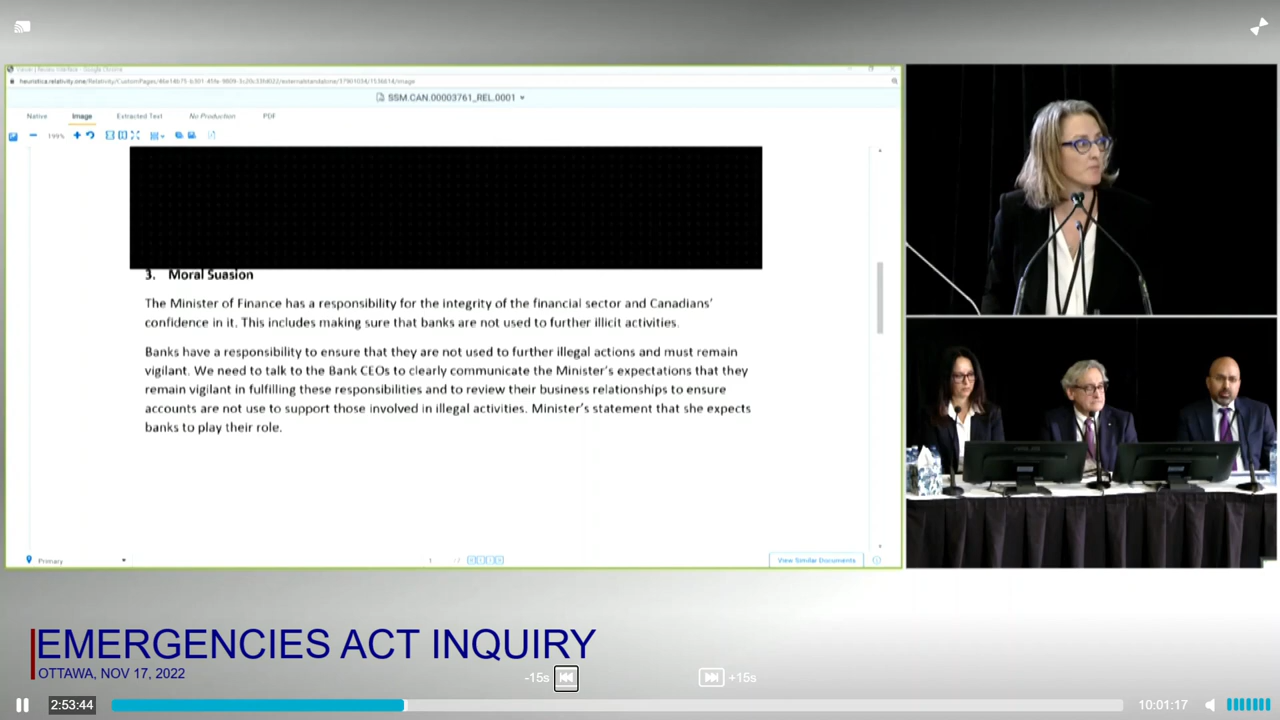 SSM.CAN.00003761_REL.0001
Native Image Extracted Text No Production PDF
199%
3. Moral Suasion
The Minister of Finance has a responsibility for the integrity of the financial sector and Canadians'
confidence in it. This includes making sure that banks are not used to further illicit activities.
Banks have a responsibility to ensure that they are not used to further illegal actions and must remain
vigilant. We need to talk to the Bank CEOs to clearly communicate the Minister's expectations that they
remain vigilant in fulfilling these responsibilities and to review their business relationships to ensure
accounts are not use to support those involved in illegal activities. Minister's statement that she expects
banks to play their role.
Primary
1
View Similar Documents
EMERGENCIES ACT INQUIRY
OTTAWA, NOV 17, 2022
-15s +15s
2:53:44
10:01:17